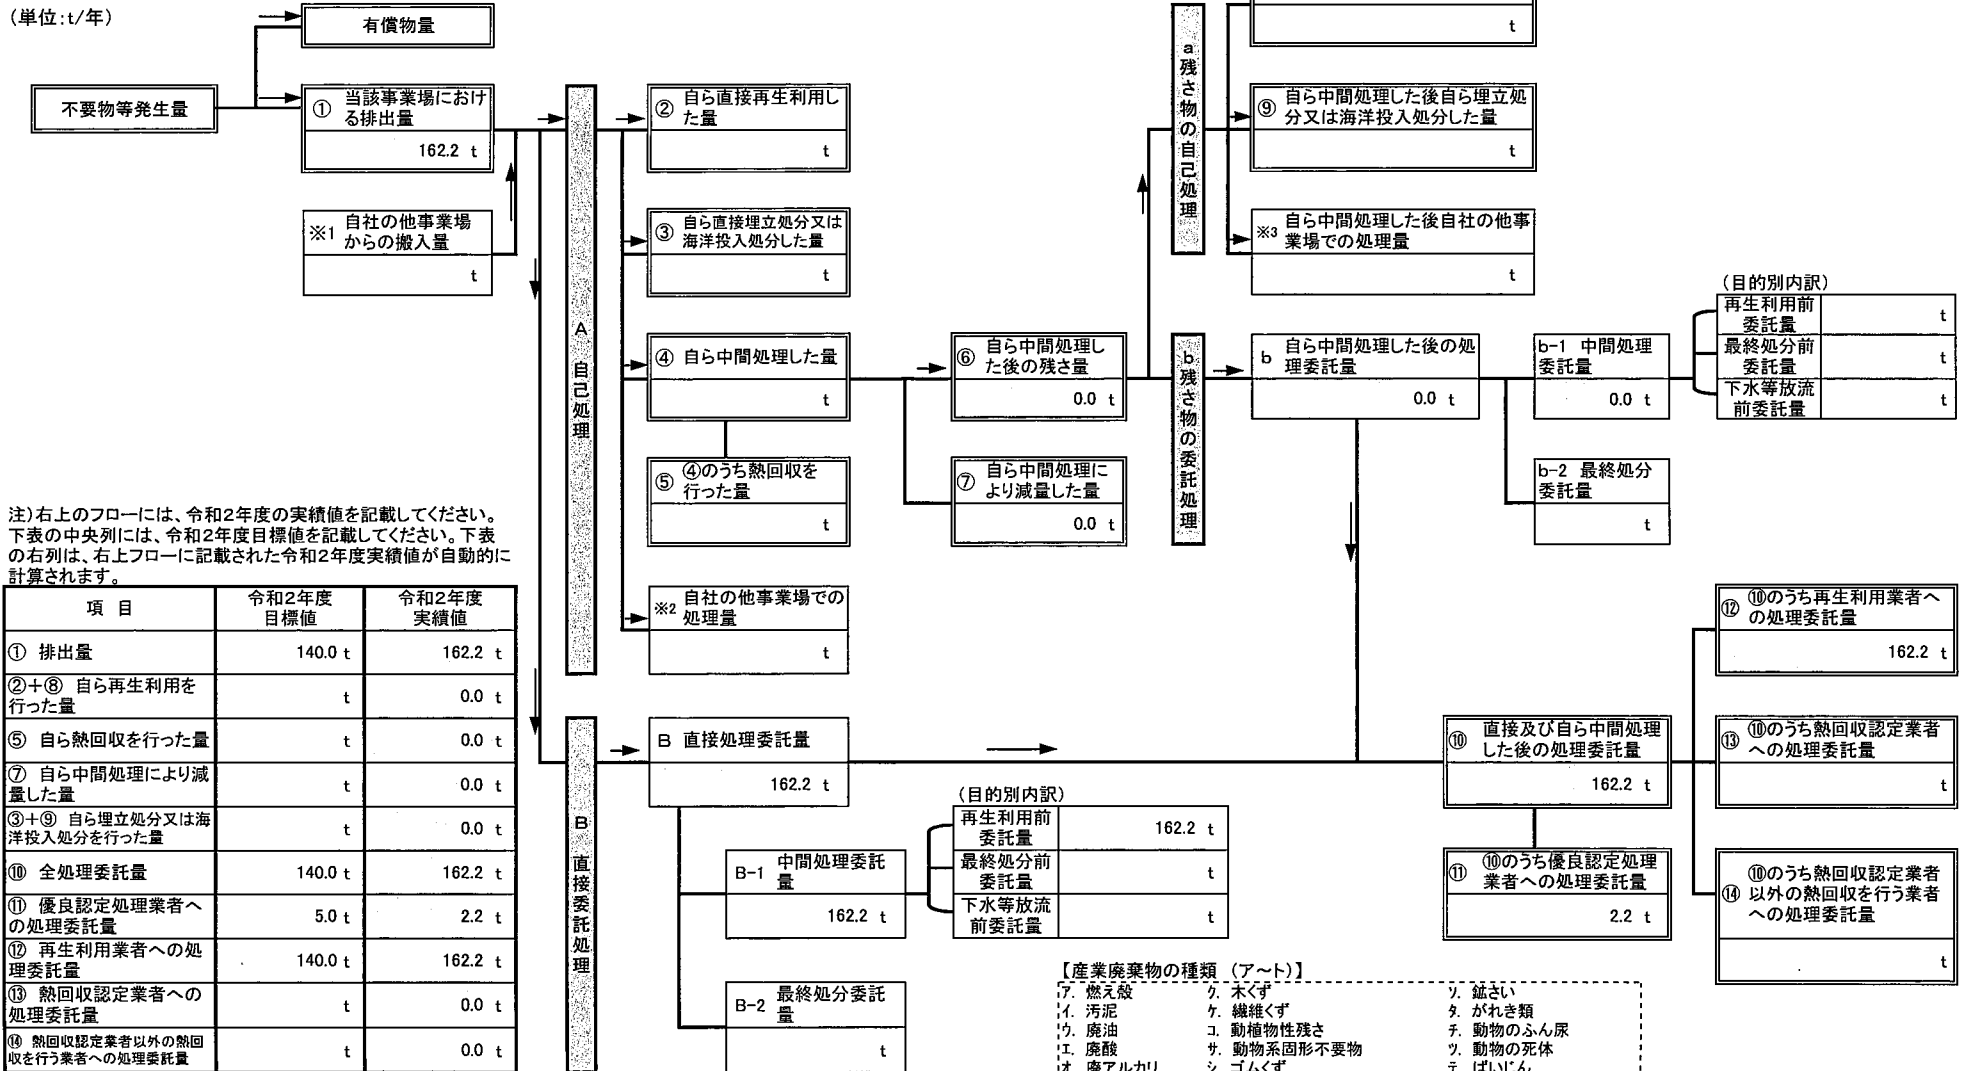 (単位:t/年)
有償物量
不要物等発生量
① 当該事業場におけ
る排出量
162.2 t
※1 自社の他事業場
からの搬入量
t
A 自己処理
② 自ら直接再生利用し
た量
t
③ 自ら直接埋立処分又は
海洋投入処分した量
t
④ 自ら中間処理した量
t
⑤ ④のうち熱回収を
行った量
t
※2 自社の他事業場での
処理量
t
⑥ 自ら中間処理し
た後の残さ量
0.0 t
⑦ 自ら中間処理に
より減量した量
0.0 t
a残さ物の自己処理
t
⑨ 自ら中間処理した後自ら埋立処
分又は海洋投入処分した量
t
※3 自ら中間処理した後自社の他事
業場での処理量
t
b残さ物の委託処理
b 自ら中間処理した後の処
理委託量
0.0 t
b-1 中間処理
委託量
0.0 t
b-2 最終処分
委託量
t
(目的別内訳)
再生利用前
委託量
t
最終処分前
委託量
t
下水等放流
前委託量
t
注)右上のフローには、令和2年度の実績値を記載してください。
下表の中央列には、令和2年度目標値を記載してください。下表
の右列は、右上フローに記載された令和2年度実績値が自動的に
計算されます。
項 目 令和2年度 令和2年度
目標値 実績値
① 排出量 140.0 t 162.2 t
②+⑧ 自ら再生利用を
行った量 t 0.0 t
⑤ 自ら熱回収を行った量 t 0.0 t
⑦ 自ら中間処理により減
量した量 t 0.0 t
③+⑨ 自ら埋立処分又は海
洋投入処分を行った量 t 0.0 t
⑩ 全処理委託量 140.0 t 162.2 t
⑪ 優良認定処理業者へ
の処理委託量 5.0 t 2.2 t
⑫ 再生利用業者への処
理委託量 140.0 t 162.2 t
⑬ 熱回収認定業者への
処理委託量 t 0.0 t
⑭ 熱回収認定業者以外の熱回
収を行う業者への処理委託量 t 0.0 t
B 直接委託処理
B 直接処理委託量
162.2 t
B-1 中間処理委託
量
162.2 t
B-2 最終処分委託
量
t
(目的別内訳)
再生利用前
委託量
162.2 t
最終処分前
委託量
t
下水等放流
前委託量
t
⑩ 直接及び自ら中間処理
した後の処理委託量
162.2 t
⑪ ⑩のうち優良認定処理
業者への処理委託量
2.2 t
⑫ ⑩のうち再生利用業者へ
の処理委託量
162.2 t
⑬ ⑩のうち熱回収認定業者
への処理委託量
t
⑭ ⑩のうち熱回収認定業者
以外の熱回収を行う業者
への処理委託量
t
【産業廃棄物の種類 (ア~ト)】
ア. 燃え殻 ク. 木くず ソ. 鉱さい
イ. 汚泥 ケ. 繊維くず タ. がれき類
ウ. 廃油 コ. 動植物性残さ チ. 動物のふん尿
エ. 廃酸 サ. 動物系固形不要物 ツ. 動物の死体
オ. 廃アルカリ シ. ゴムくず テ. ばいじん